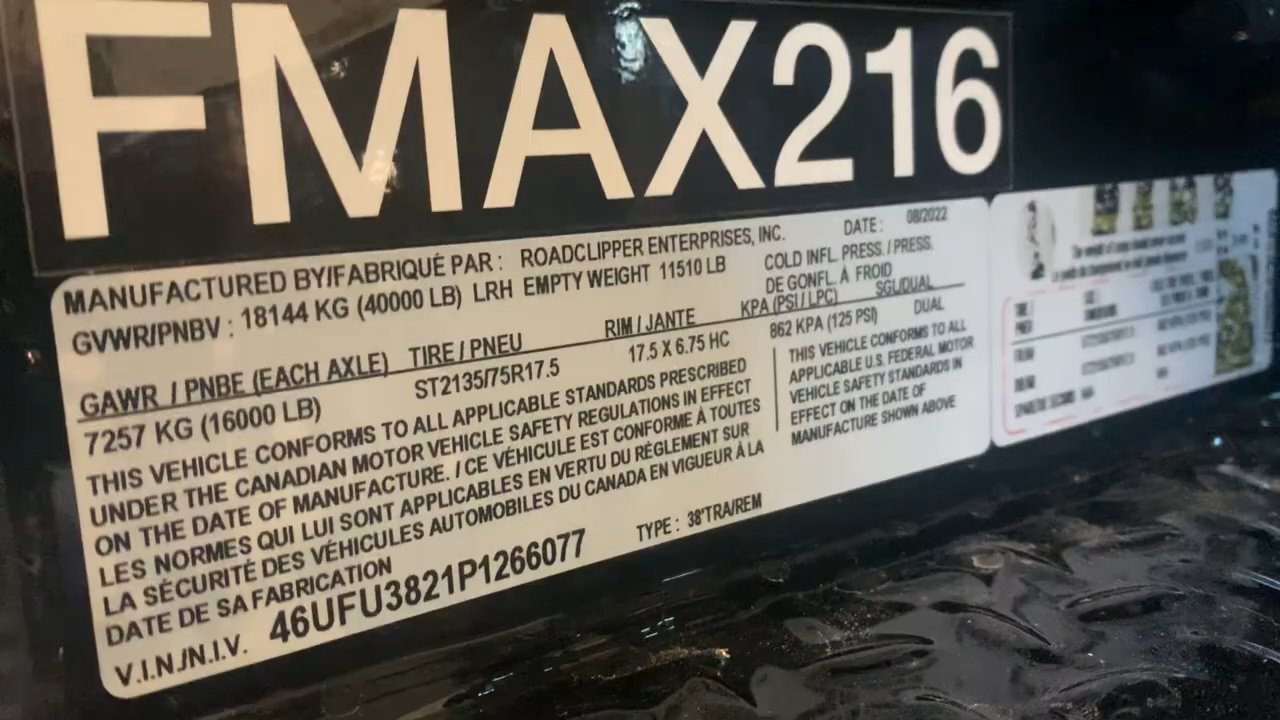 FMAX216
MANUFACTURED BY/FABRIQUÉ PAR : ROADCLIPPER ENTERPRISES, INC. DATE : 08/2022
GVWR/PNBV : 18144 KG (40000 LB) LRH EMPTY WEIGHT 11510 LB
COLD INFL. PRESS. / PRESS.
DE GONFL. À FROID
GAWR / PNBE (EACH AXLE) TIRE / PNEU RIM / JANTE KPA (PSI / LPC) SGL/DUAL
7257 KG (16000 LB) ST2135/75R17.5 17.5 X 6.75 HC 862 KPA (125 PSI) DUAL
THIS VEHICLE CONFORMS TO ALL APPLICABLE STANDARDS PRESCRIBED
UNDER THE CANADIAN MOTOR VEHICLE SAFETY REGULATIONS IN EFFECT
ON THE DATE OF MANUFACTURE. / CE VÉHICULE EST CONFORME À TOUTES
LES NORMES QUI LUI SONT APPLICABLES EN VERTU DU RÉGLEMENT SUR
LA SÉCURITÉ DES VÉHICULES AUTOMOBILES DU CANADA EN VIGUEUR À LA
DATE DE SA FABRICATION
THIS VEHICLE CONFORMS TO ALL
APPLICABLE U.S. FEDERAL MOTOR
VEHICLE SAFETY STANDARDS IN
EFFECT ON THE DATE OF
MANUFACTURE SHOWN ABOVE
V.I.N./N.I.V. 46UFU3821P1266077 TYPE : 38'TRA/REM